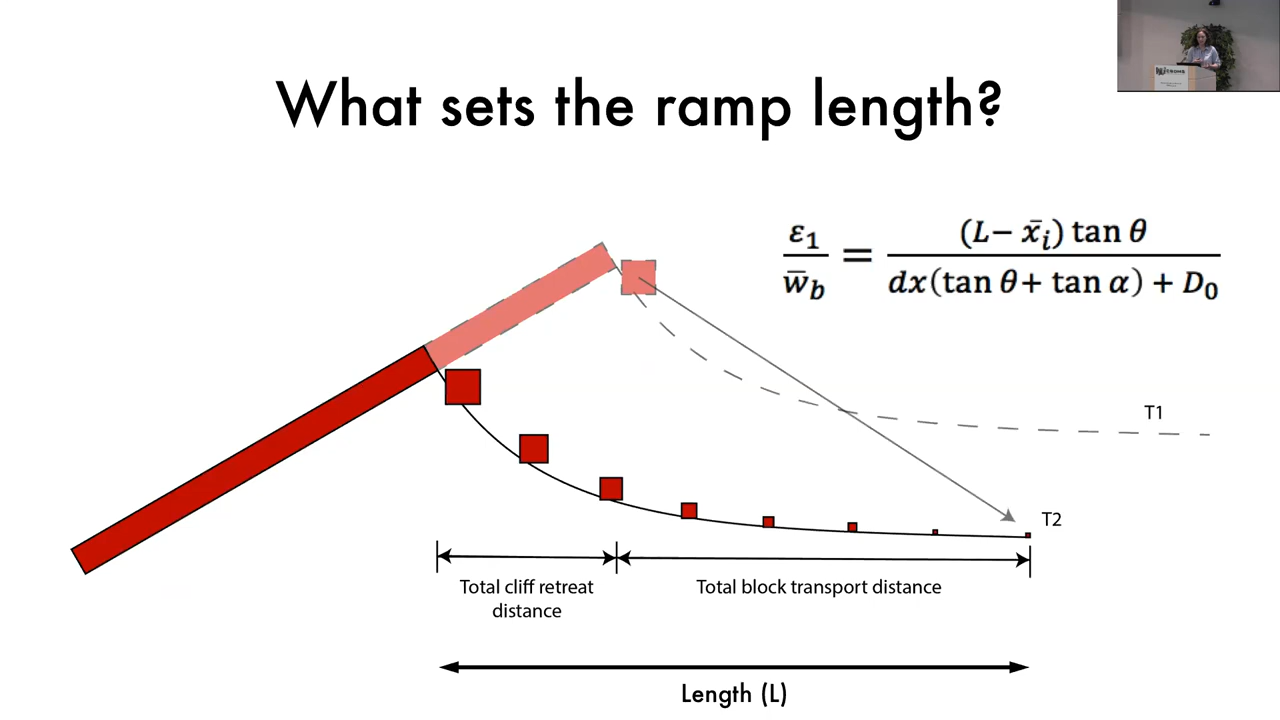 What sets the ramp length?
ε₁/w̄_b = (L− x̄_i) tan θ / dx(tan θ + tan α) + D₀
T1
T2
Total cliff retreat
distance
Total block transport distance
Length (L)